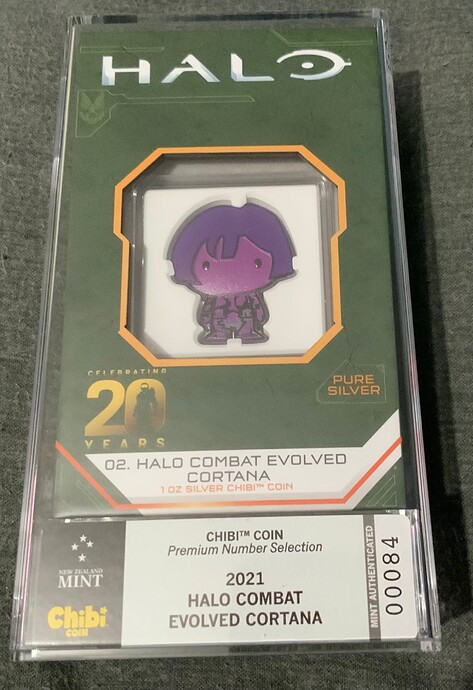 HALO
CELEBRATING
20
YEARS
PURE
SILVER
02. HALO COMBAT EVOLVED
CORTANA
1 OZ SILVER CHIBI™ COIN
NEW ZEALAND
MINT
Chibi
COIN
CHIBI™ COIN
Premium Number Selection
2021
HALO COMBAT
EVOLVED CORTANA
MINT AUTHENTICATED
00084